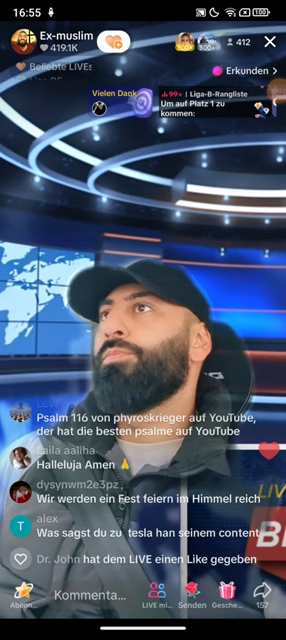 16:55
100
Ex-muslim
419.1K
412
Beliebte LIVEs
Erkunden >
Vielen Dank
99+ | Liga-B-Rangliste
Um auf Platz 1 zu
kommen:
Psalm 116 von phyroskrieger auf YouTube,
der hat die besten psalme auf YouTube
Laila aaliha
Halleluja Amen 🙏
dysynwm2e3pz
Wir werden ein Fest feiern im Himmel reich
alex
Was sagst du zu tesla han seinem content
Dr. John hat dem LIVE einen Like gegeben
LIV
Abon...
Kommenta...
LIVE mi...
Senden
Gesche...
157